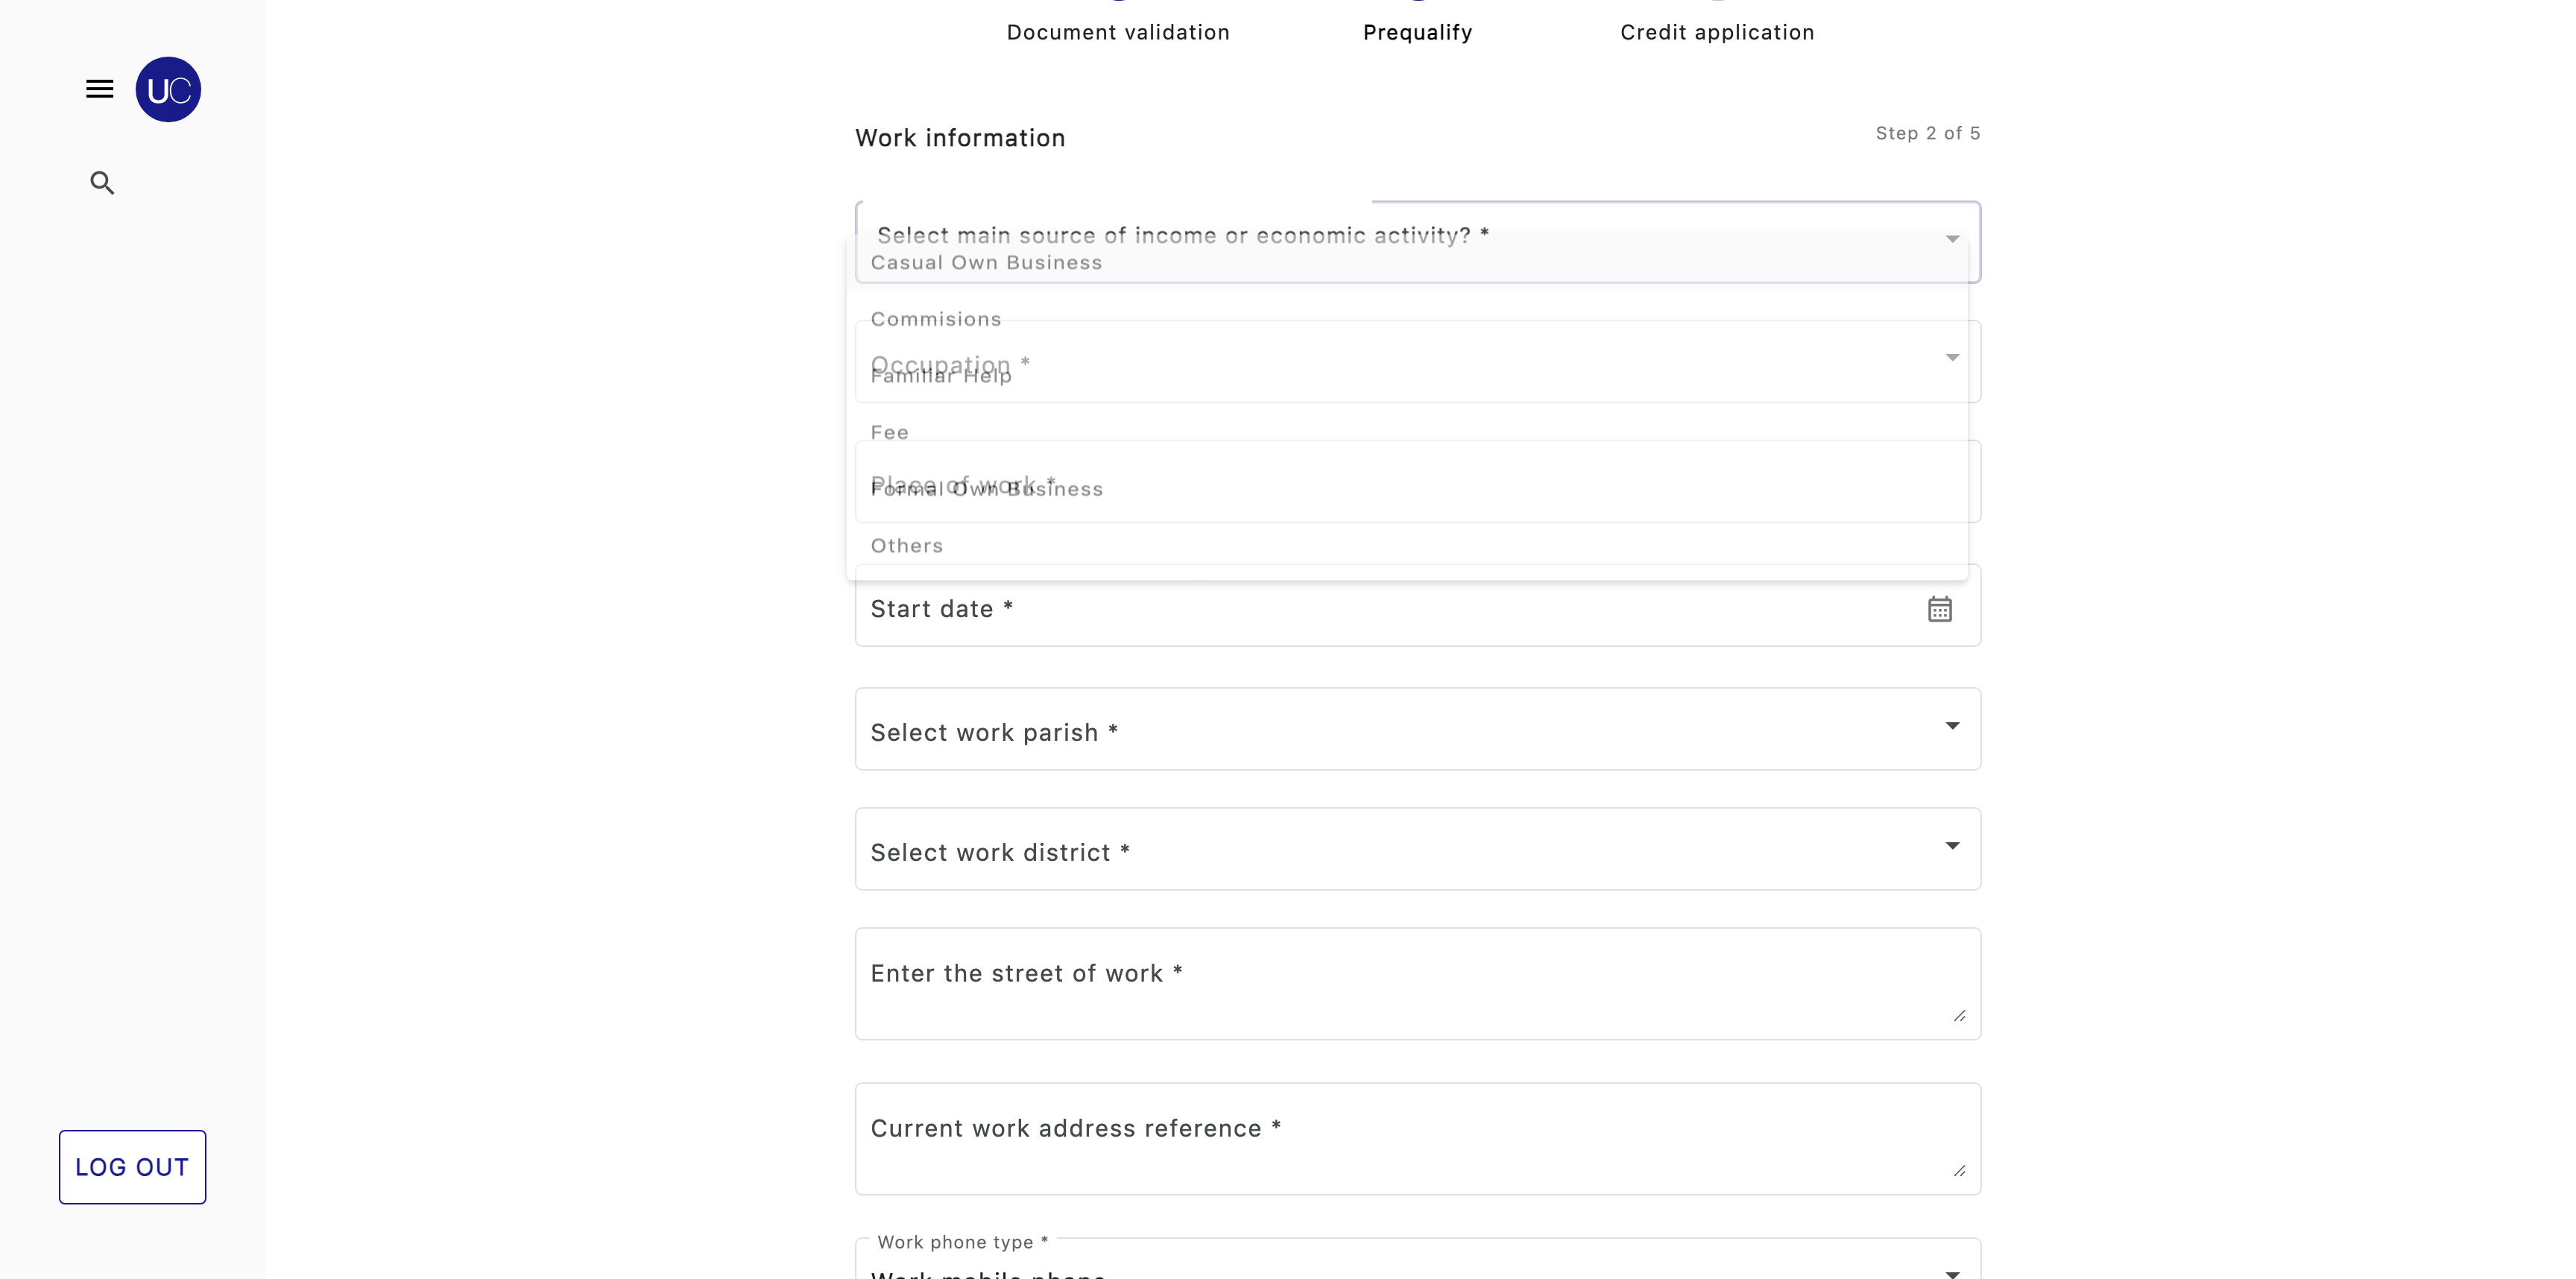 Document validation
Prequalify
Credit application
UC
Work information
Step 2 of 5
Select main source of income or economic activity? *
Casual Own Business
Commisions
Occupation *
Familiar Help
Fee
Place of work *
Formal Own Business
Others
Start date *
Select work parish *
Select work district *
Enter the street of work *
Current work address reference *
LOG OUT
Work phone type *
Work mobile phone